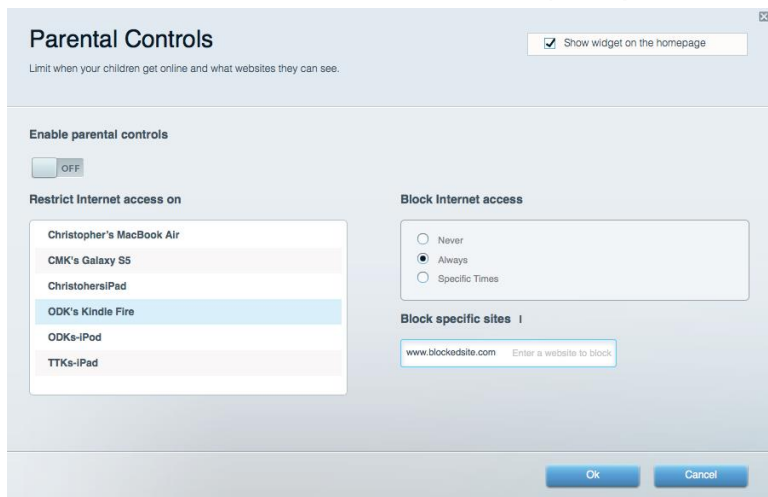 Parental Controls
Show widget on the homepage
Limit when your children get online and what websites they can see.
Enable parental controls
OFF
Restrict Internet access on
Christopher's MacBook Air
CMK's Galaxy S5
ChristohersiPad
ODK's Kindle Fire
ODKs-iPod
TTKs-iPad
Block Internet access
Never
Always
Specific Times
Block specific sites I
www.blockedsite.com Enter a website to block
Ok
Cancel